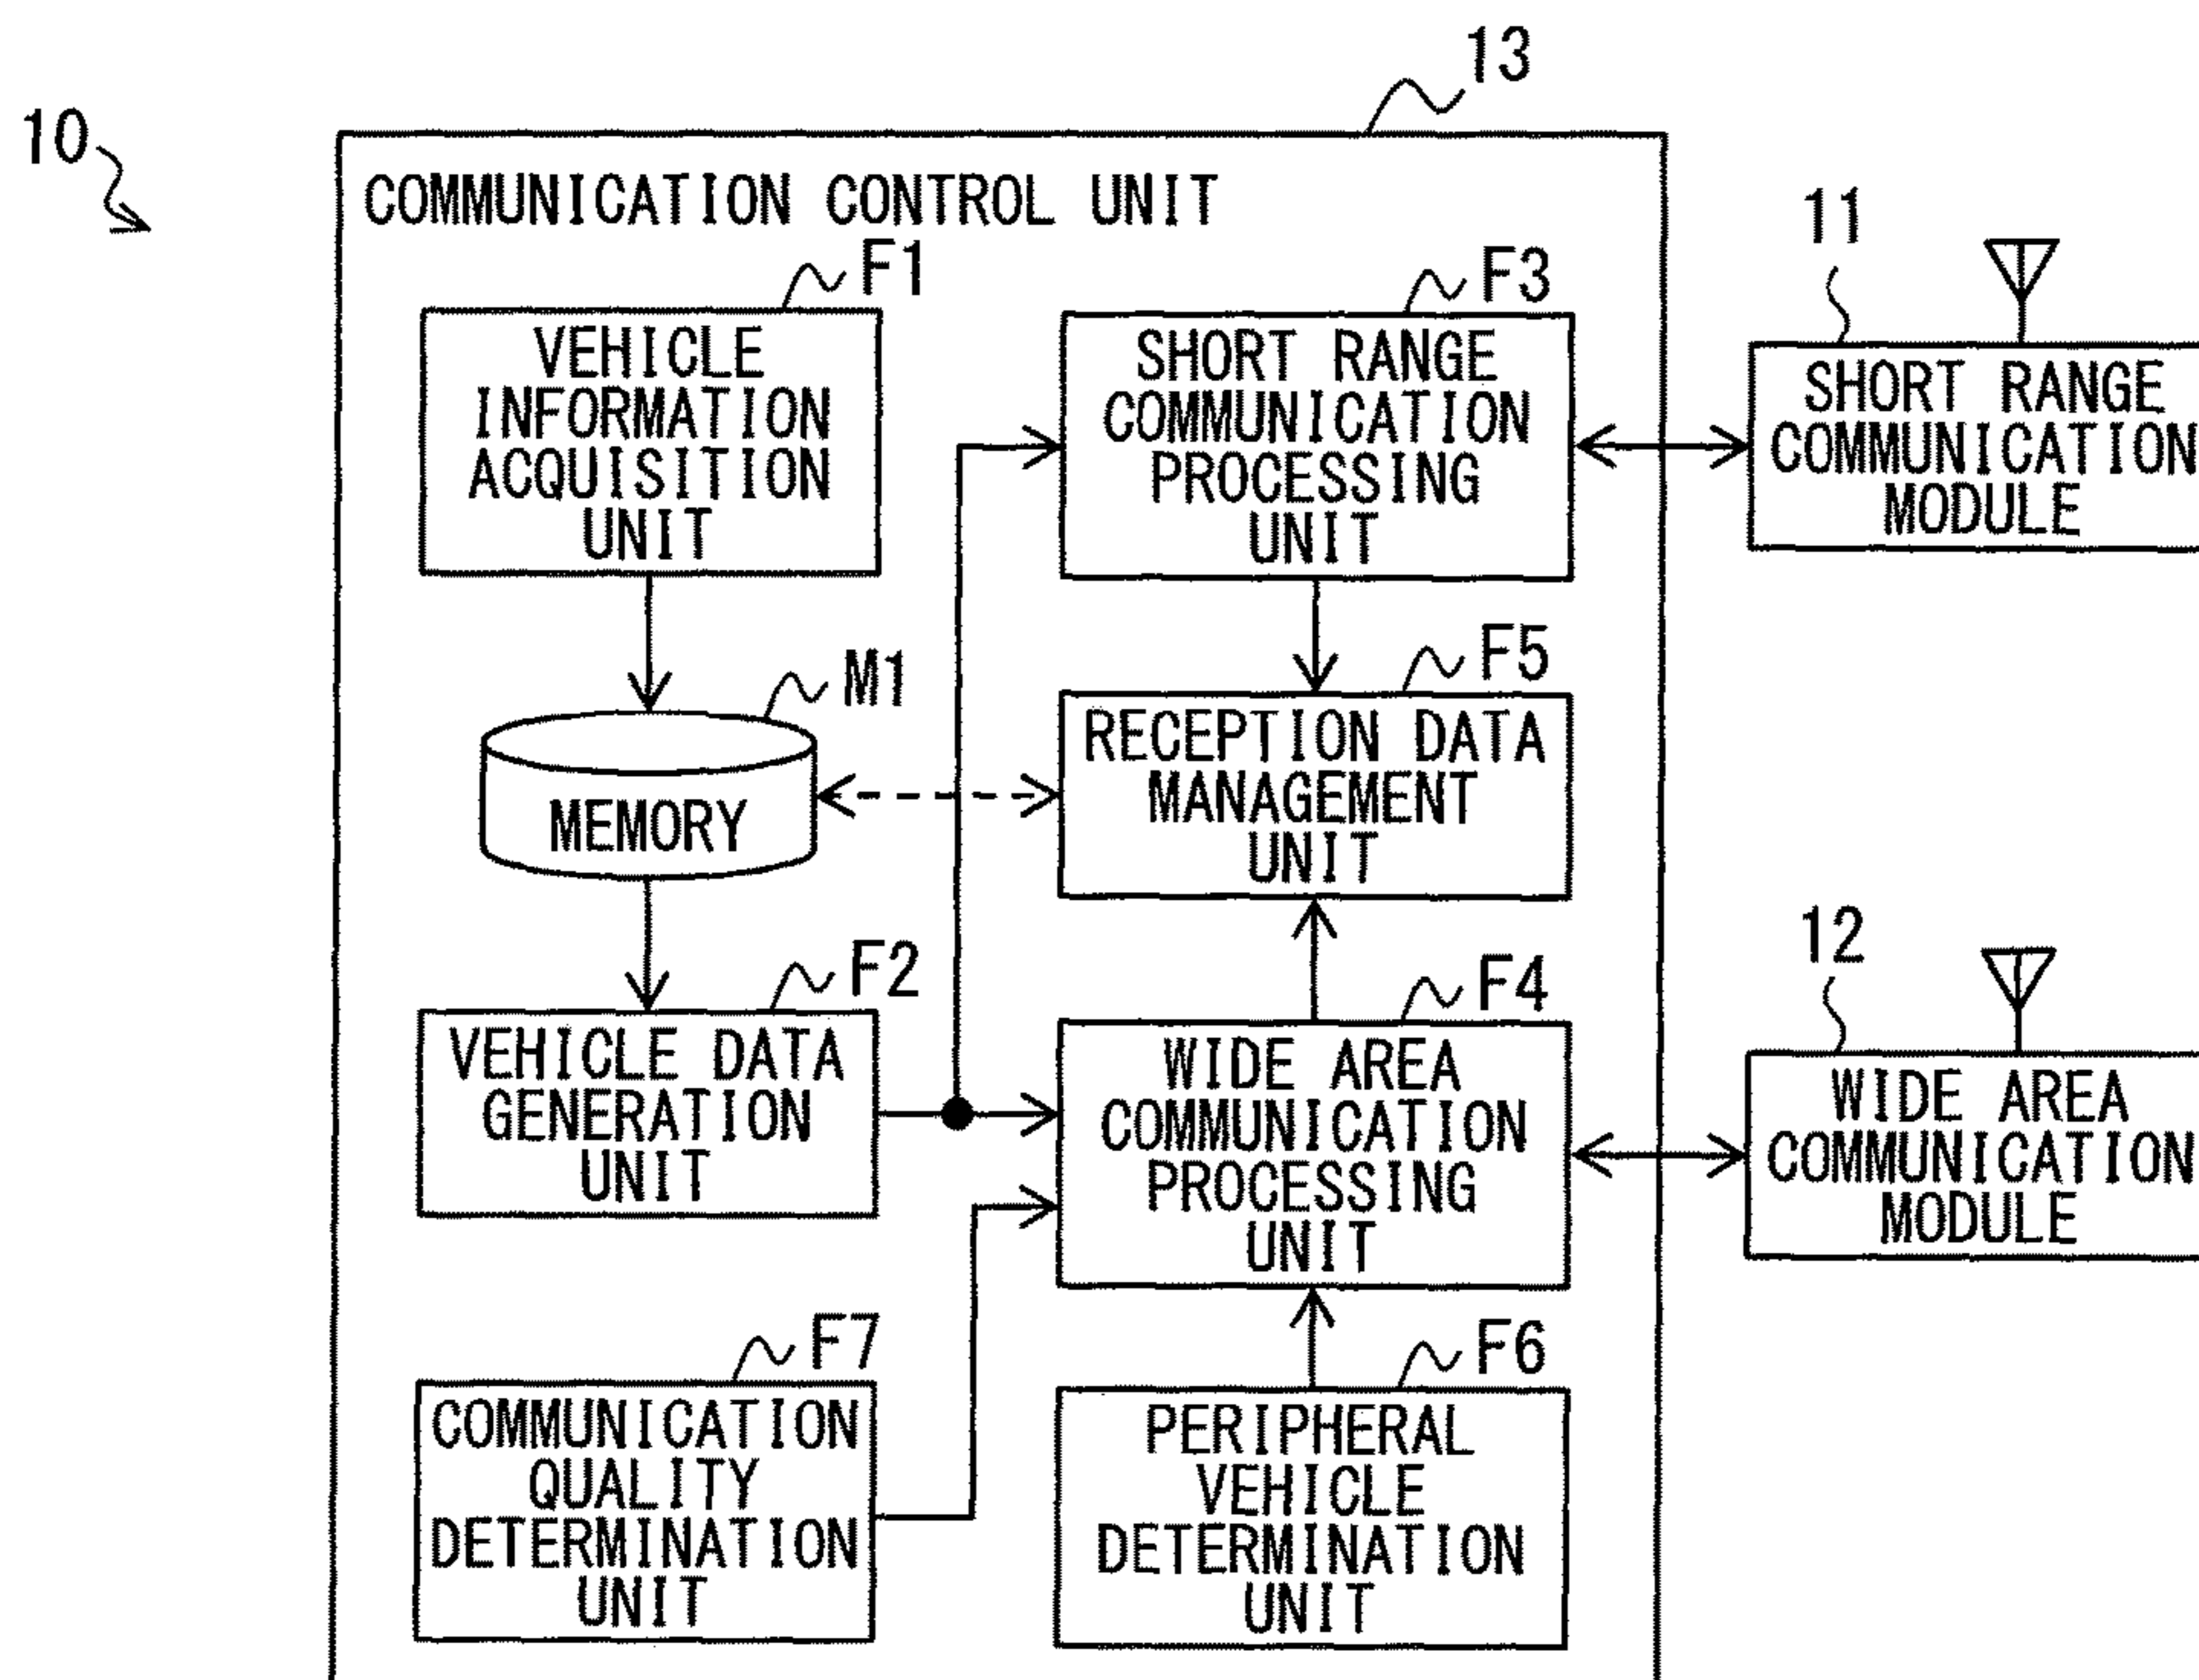 13
10
COMMUNICATION CONTROL UNIT
F1
VEHICLE
INFORMATION
ACQUISITION
UNIT
F3
SHORT RANGE
COMMUNICATION
PROCESSING
UNIT
11
SHORT RANGE
COMMUNICATION
MODULE
M1
MEMORY
F5
RECEPTION DATA
MANAGEMENT
UNIT
F2
VEHICLE DATA
GENERATION
UNIT
F4
WIDE AREA
COMMUNICATION
PROCESSING
UNIT
12
WIDE AREA
COMMUNICATION
MODULE
F7
COMMUNICATION
QUALITY
DETERMINATION
UNIT
F6
PERIPHERAL
VEHICLE
DETERMINATION
UNIT